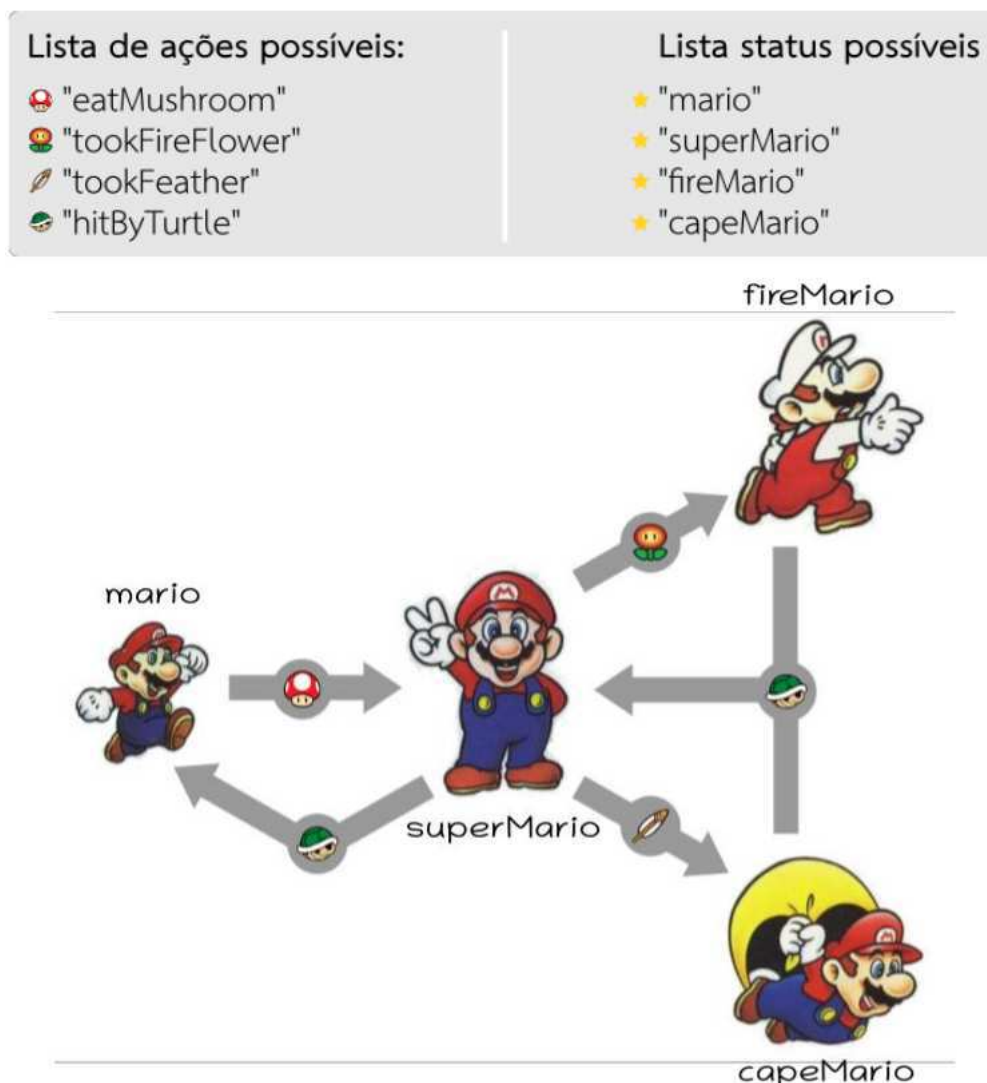 Lista de ações possíveis:
"eatMushroom"
"tookFireFlower"
"tookFeather"
"hitByTurtle"
Lista status possíveis
"mario"
"superMario"
"fireMario"
"capeMario"
fireMario
mario
superMario
capeMario